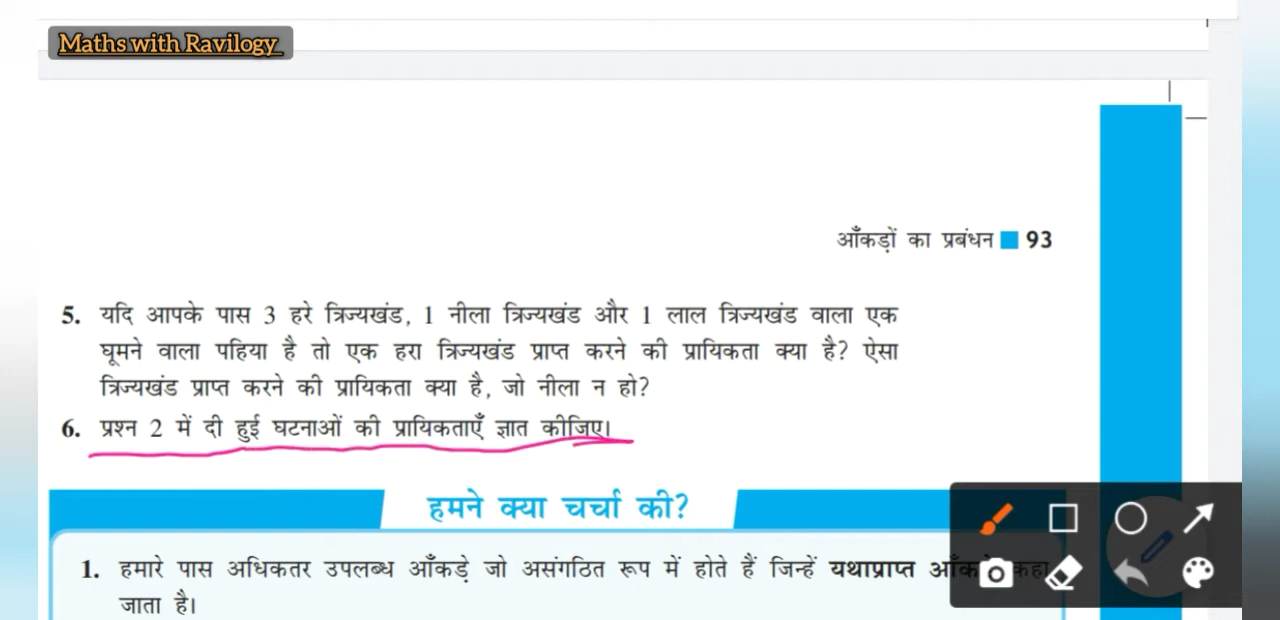 Maths with Ravilogy
आँकड़ों का प्रबंधन 93
5. यदि आपके पास 3 हरे त्रिज्यखंड, 1 नीला त्रिज्यखंड और 1 लाल त्रिज्यखंड वाला एक
घूमने वाला पहिया है तो एक हरा त्रिज्यखंड प्राप्त करने की प्रायिकता क्या है? ऐसा
त्रिज्यखंड प्राप्त करने की प्रायिकता क्या है, जो नीला न हो?
6. प्रश्न 2 में दी हुई घटनाओं की प्रायिकताएँ ज्ञात कीजिए।
हमने क्या चर्चा की?
1. हमारे पास अधिकतर उपलब्ध आँकड़े जो असंगठित रूप में होते हैं जिन्हें यथाप्राप्त कहा
जाता है।